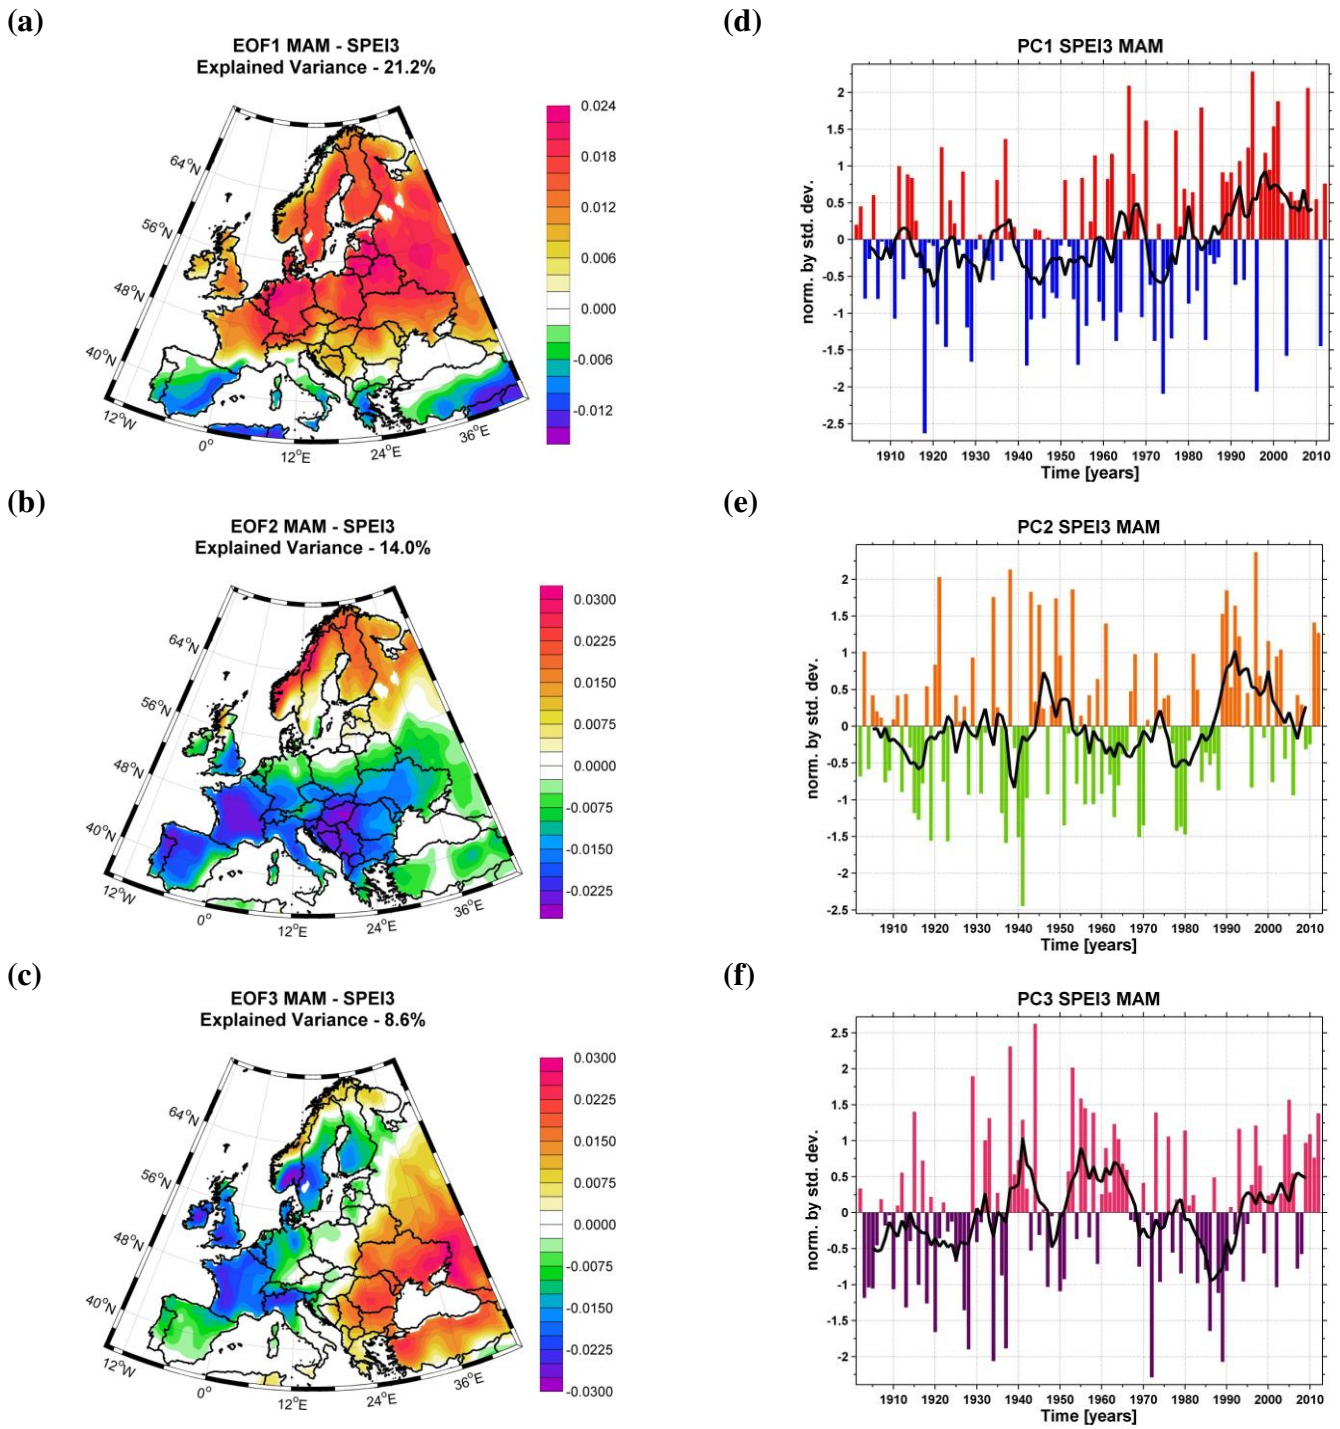 (a)
EOF1 MAM - SPEI3
Explained Variance - 21.2%
64°N
56°N
48°N
40°N
12°W
0°
12°E
24°E
36°E
0.024
0.018
0.012
0.006
0.000
-0.006
-0.012
(d)
PC1 SPEI3 MAM
norm. by std. dev.
2
1.5
1
0.5
0
-0.5
-1
-1.5
-2
-2.5
1910 1920 1930 1940 1950 1960 1970 1980 1990 2000 2010
Time [years]
(b)
EOF2 MAM - SPEI3
Explained Variance - 14.0%
64°N
56°N
48°N
40°N
12°W
0°
12°E
24°E
36°E
0.0300
0.0225
0.0150
0.0075
0.0000
-0.0075
-0.0150
-0.0225
(e)
PC2 SPEI3 MAM
norm. by std. dev.
2
1.5
1
0.5
0
-0.5
-1
-1.5
-2
-2.5
1910 1920 1930 1940 1950 1960 1970 1980 1990 2000 2010
Time [years]
(c)
EOF3 MAM - SPEI3
Explained Variance - 8.6%
64°N
56°N
48°N
40°N
12°W
0°
12°E
24°E
36°E
0.0300
0.0225
0.0150
0.0075
0.0000
-0.0075
-0.0150
-0.0225
-0.0300
(f)
PC3 SPEI3 MAM
norm. by std. dev.
2.5
2
1.5
1
0.5
0
-0.5
-1
-1.5
-2
1910 1920 1930 1940 1950 1960 1970 1980 1990 2000 2010
Time [years]